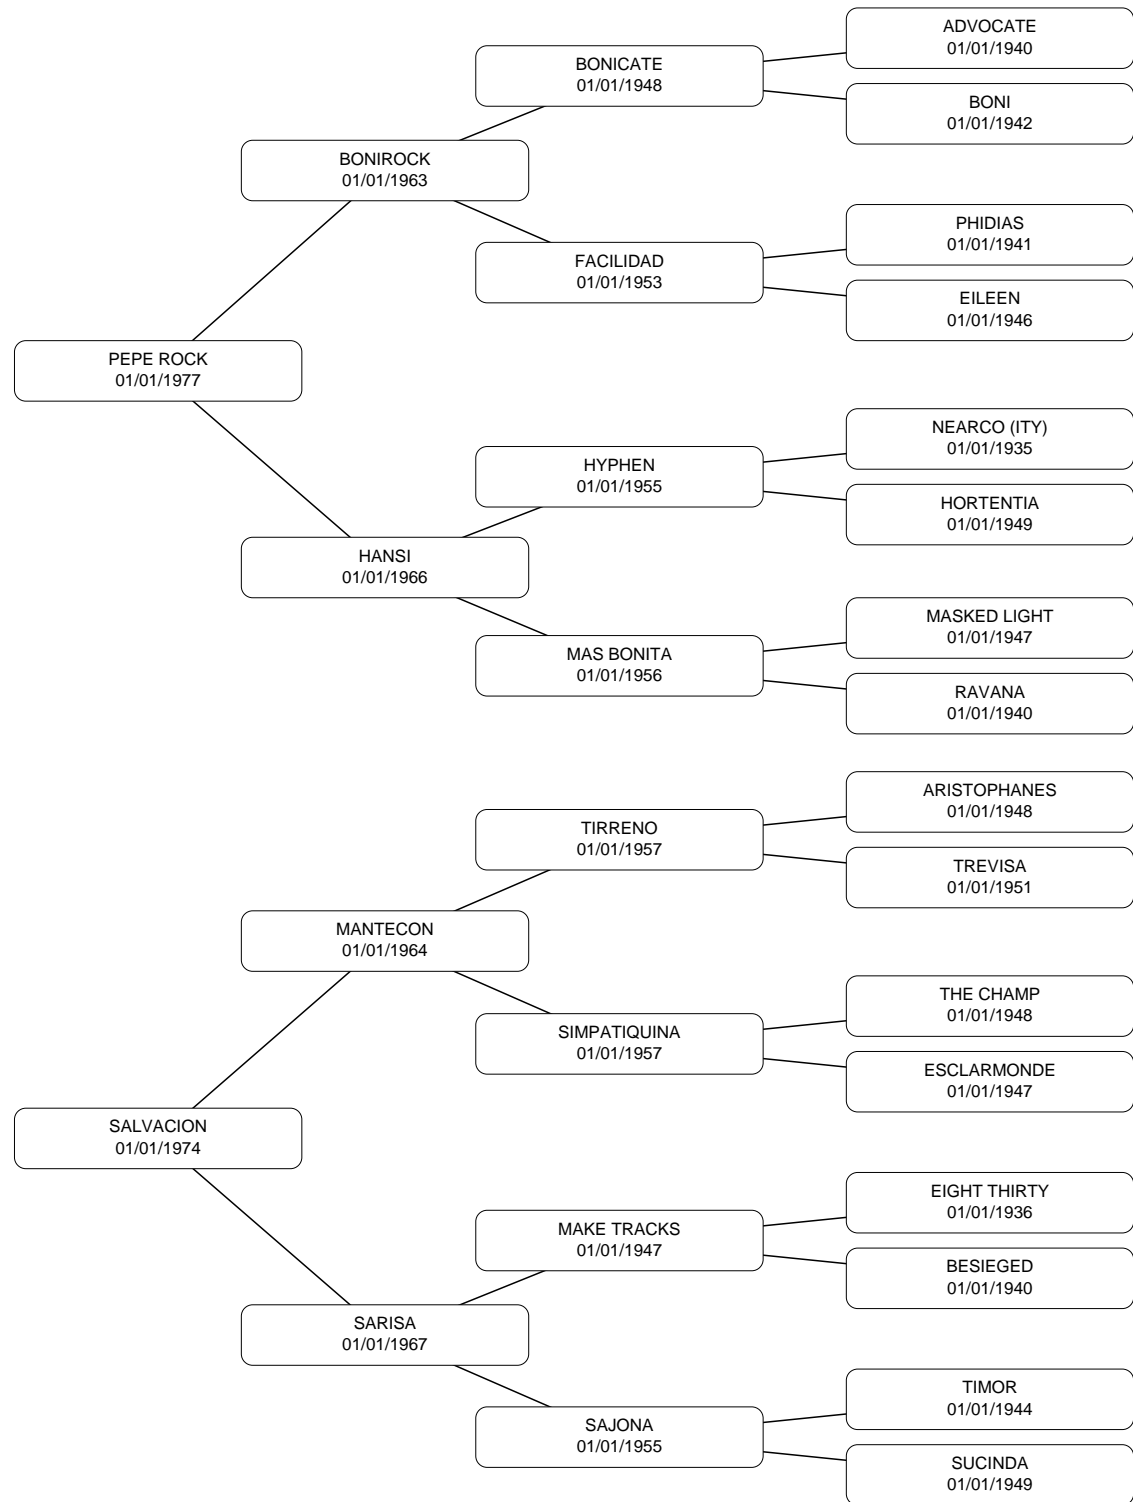 ADVOCATE
01/01/1940
BONICATE
01/01/1948
BONI
01/01/1942
BONIROCK
01/01/1963
PHIDIAS
01/01/1941
FACILIDAD
01/01/1953
EILEEN
01/01/1946
PEPE ROCK
01/01/1977
NEARCO (ITY)
01/01/1935
HYPHEN
01/01/1955
HORTENTIA
01/01/1949
HANSI
01/01/1966
MASKED LIGHT
01/01/1947
MAS BONITA
01/01/1956
RAVANA
01/01/1940
ARISTOPHANES
01/01/1948
TIRRENO
01/01/1957
TREVISA
01/01/1951
MANTECON
01/01/1964
THE CHAMP
01/01/1948
SIMPATIQUINA
01/01/1957
ESCLARMONDE
01/01/1947
SALVACION
01/01/1974
EIGHT THIRTY
01/01/1936
MAKE TRACKS
01/01/1947
BESIEGED
01/01/1940
SARISA
01/01/1967
TIMOR
01/01/1944
SAJONA
01/01/1955
SUCINDA
01/01/1949